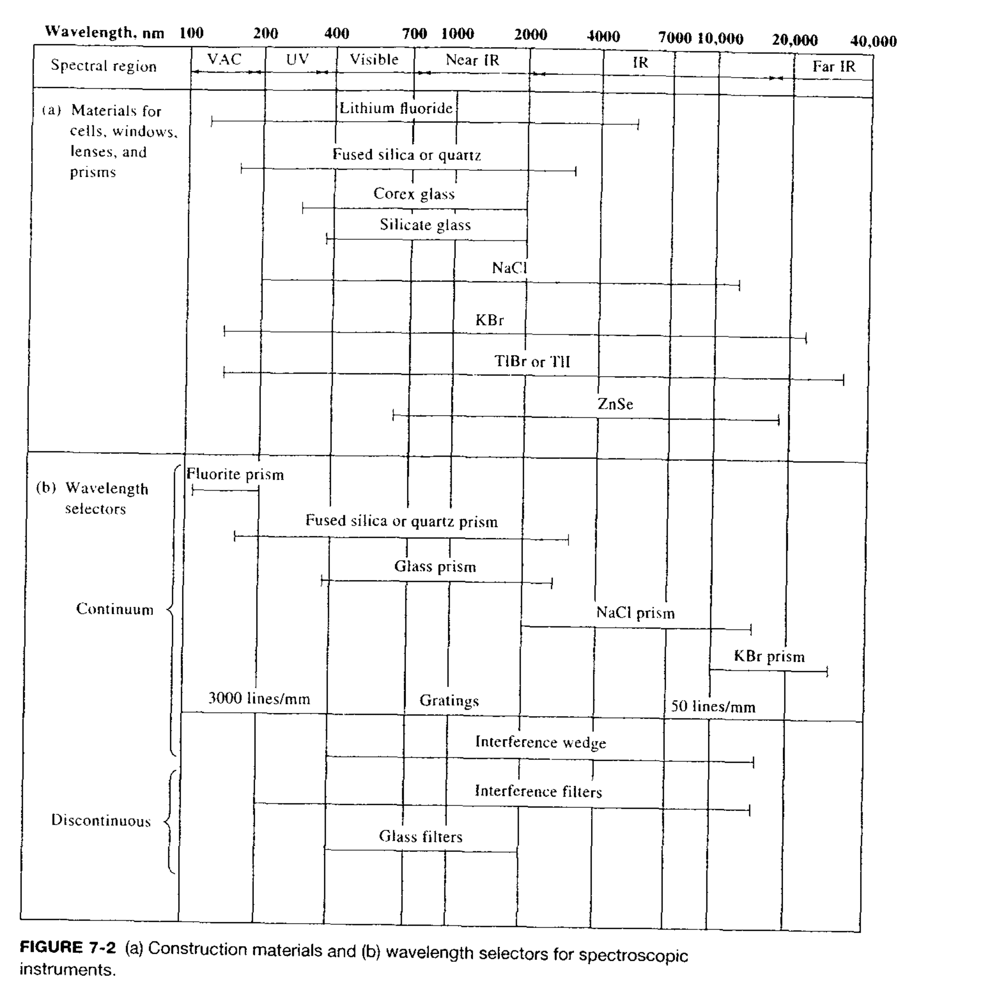 Wavelength, nm 100 200 400 700 1000 2000 4000 7000 10,000 20,000 40,000
Spectral region VAC UV Visible Near IR IR Far IR
(a) Materials for
cells, windows,
lenses, and
prisms
Lithium fluoride
Fused silica or quartz
Corex glass
Silicate glass
NaCl
KBr
TlBr or TlI
ZnSe
(b) Wavelength
selectors
Fluorite prism
Fused silica or quartz prism
Glass prism
Continuum
NaCl prism
KBr prism
3000 lines/mm Gratings 50 lines/mm
Interference wedge
Interference filters
Discontinuous
Glass filters
FIGURE 7-2 (a) Construction materials and (b) wavelength selectors for spectroscopic
instruments.